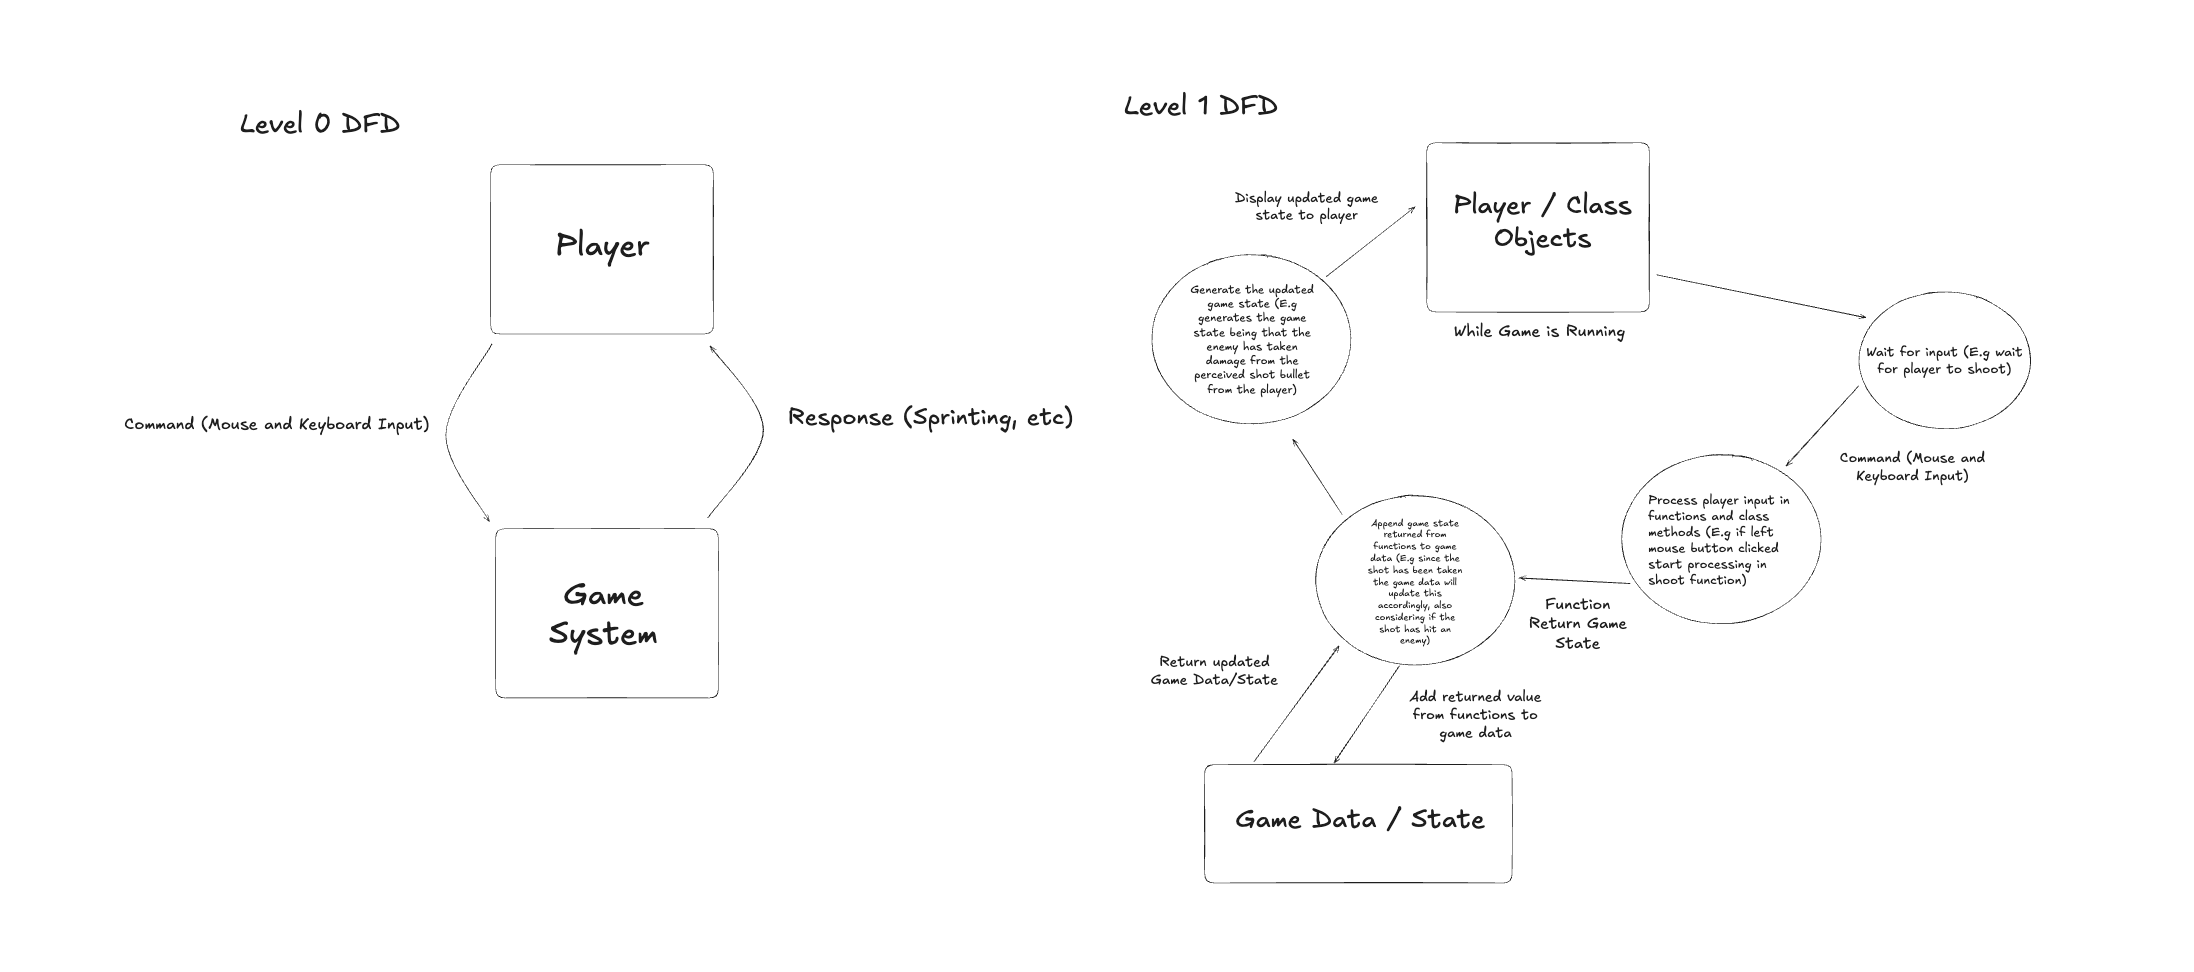 Level 0 DFD
Player
Command (Mouse and Keyboard Input)
Response (Sprinting, etc)
Game
System
Level 1 DFD
Player / Class
Objects
While Game is Running
Wait for input (E.g wait
for player to shoot)
Command (Mouse and
Keyboard Input)
Process player input in
functions and class
methods (E.g if left
mouse button clicked
start processing in
shoot function)
Function
Return Game
State
Append game state
returned from
functions to game
data (E.g since the
shot has been taken
the game data will
update this
accordingly, also
considering if the
shot has hit an
enemy)
Add returned value
from functions to
game data
Game Data / State
Return updated
Game Data/State
Generate the updated
game state (E.g
generates the game
state being that the
enemy has taken
damage from the
perceived shot bullet
from the player)
Display updated game
state to player